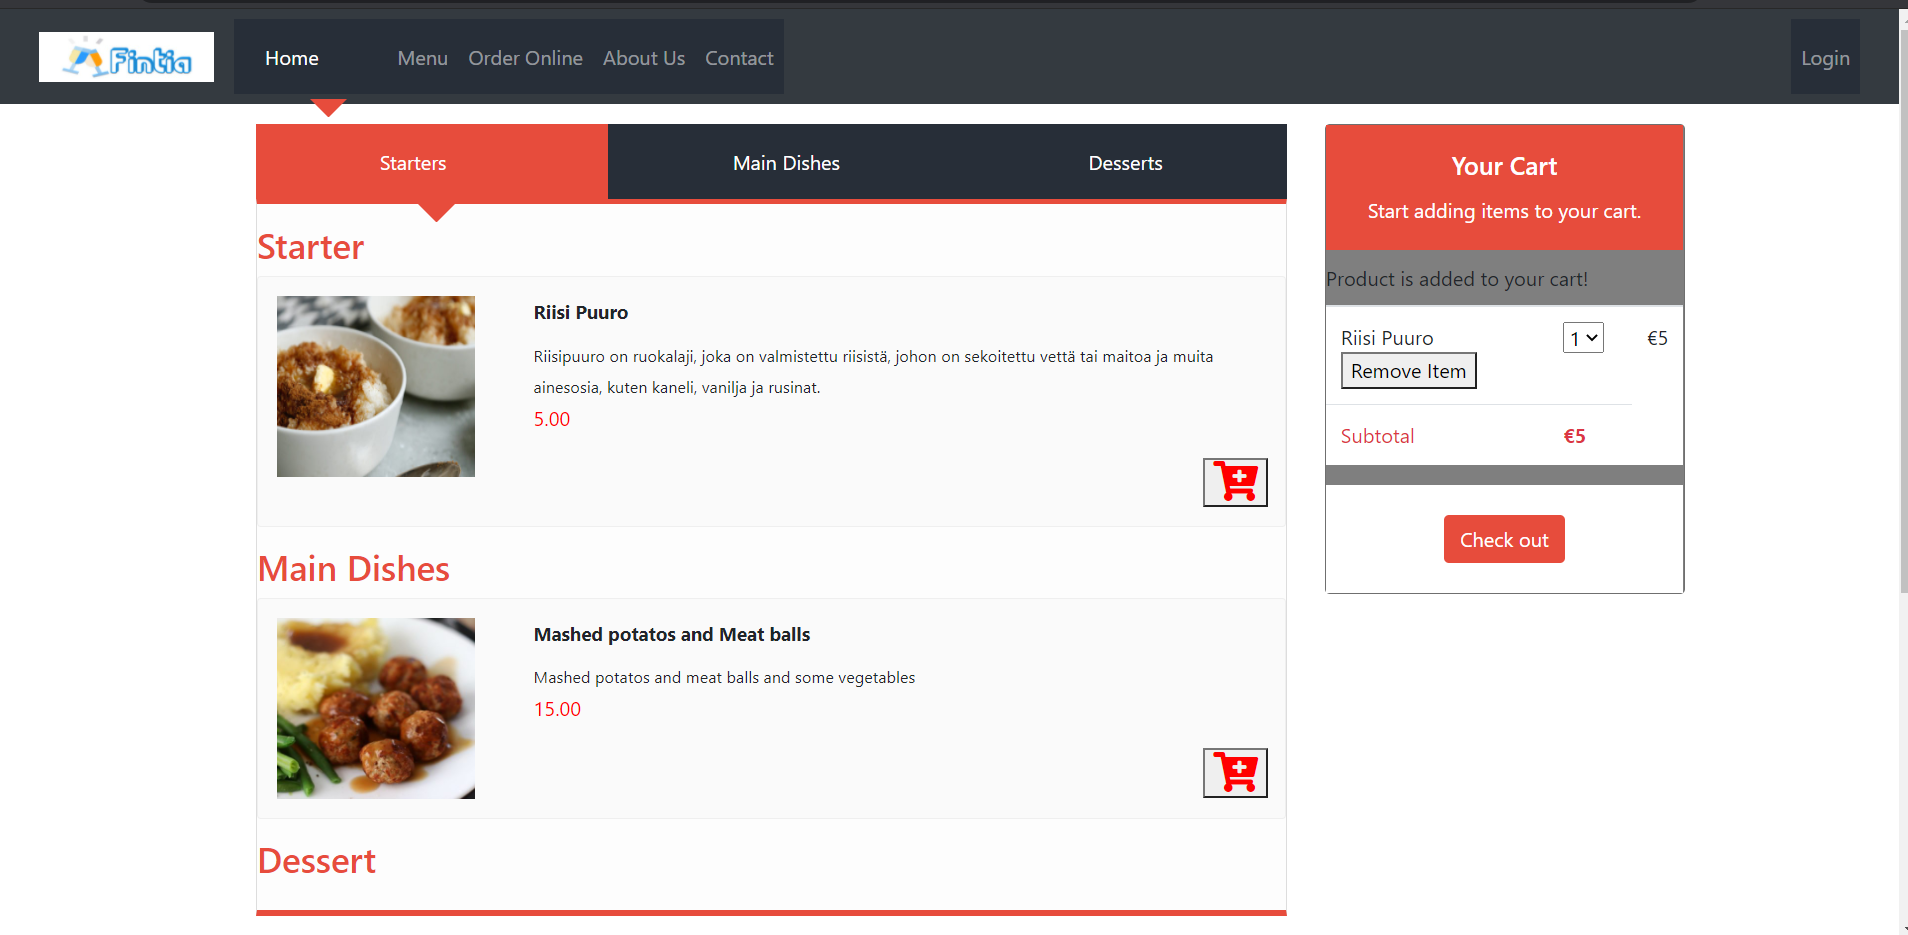 Fintia
Home Menu Order Online About Us Contact
Login
Starters Main Dishes Desserts
Starter
Riisi Puuro
Riisipuuro on ruokalaji, joka on valmistettu riisistä, johon on sekoitettu vettä tai maitoa ja muita
ainesosia, kuten kaneli, vanilja ja rusinat.
5.00
Main Dishes
Mashed potatos and Meat balls
Mashed potatos and meat balls and some vegetables
15.00
Dessert
Your Cart
Start adding items to your cart.
Product is added to your cart!
Riisi Puuro 1 €5
Remove Item
Subtotal €5
Check out